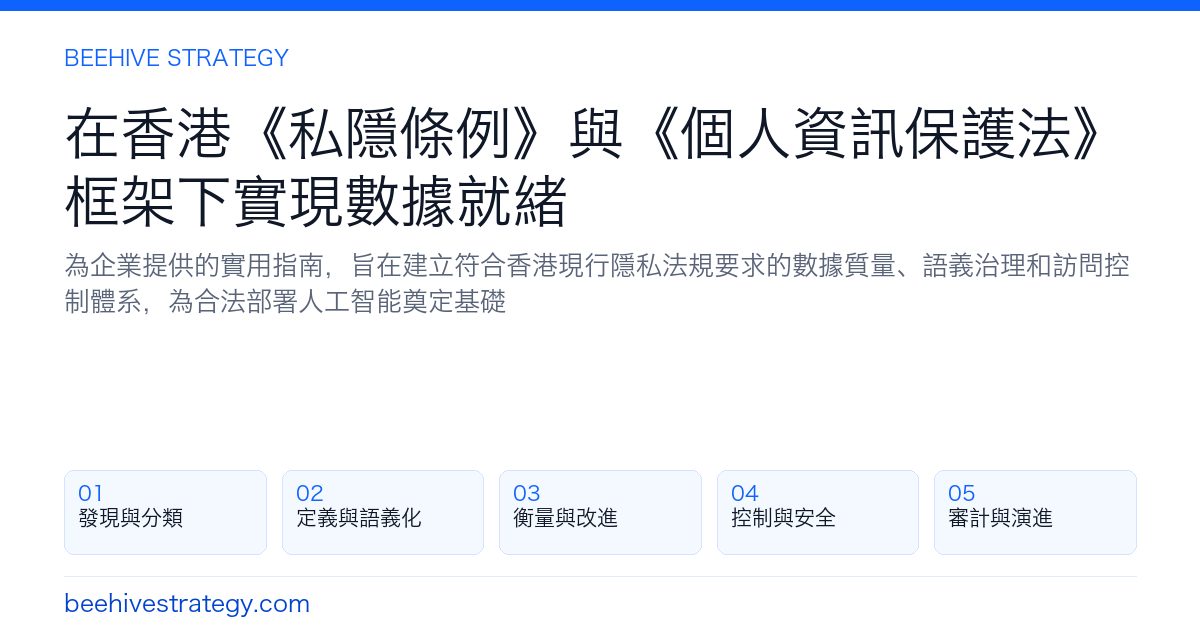 BEEHIVE STRATEGY
在香港《私隱條例》與《個人資訊保護法》
框架下實現數據就緒
為企業提供的實用指南，旨在建立符合香港現行隱私法規要求的數據質量、語義治理和訪問控
制體系，為合法部署人工智能奠定基礎
01
發現與分類
02
定義與語義化
03
衡量與改進
04
控制與安全
05
審計與演進
beehivestrategy.com